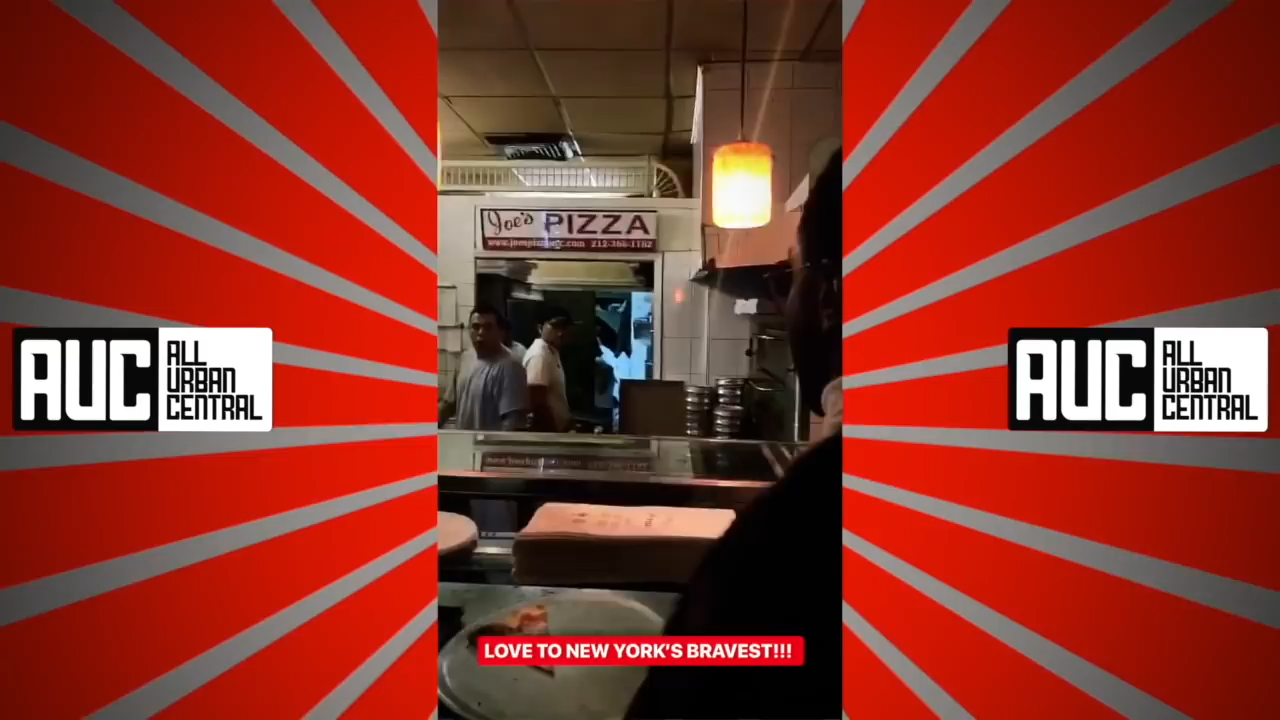 Joe's PIZZA
212-366-1182
AUC
ALL
URBAN
CENTRAL
AUC
ALL
URBAN
CENTRAL
LOVE TO NEW YORK'S BRAVEST!!!